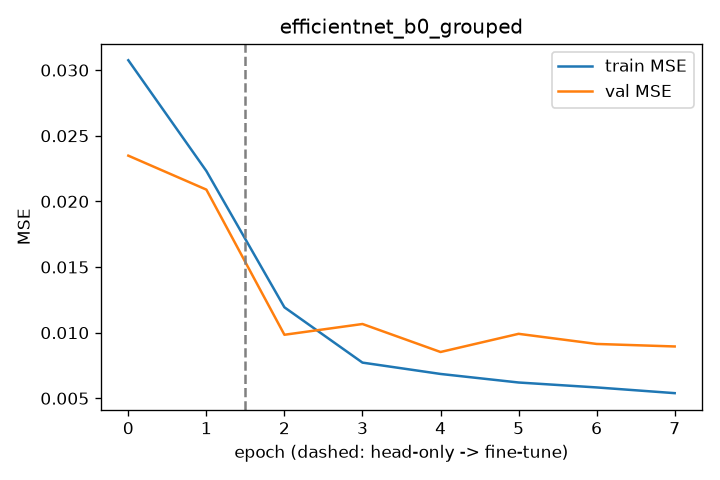 efficientnet_b0_grouped
train MSE
val MSE
MSE
0.030
0.025
0.020
0.015
0.010
0.005
0 1 2 3 4 5 6 7
epoch (dashed: head-only -> fine-tune)